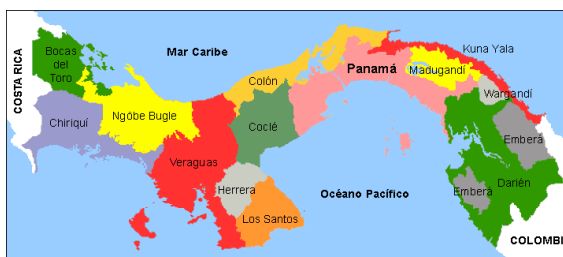 COSTA RICA
Bocas
del
Toro
Mar Caribe
Kuna Yala
Panamá
Madugandí
Colón
Wargandí
Chiriquí
Ngöbe Bugle
Coclé
Emberá
Veraguas
Herrera
Emberá
Darién
Océano Pacífico
Los Santos
COLOMBI